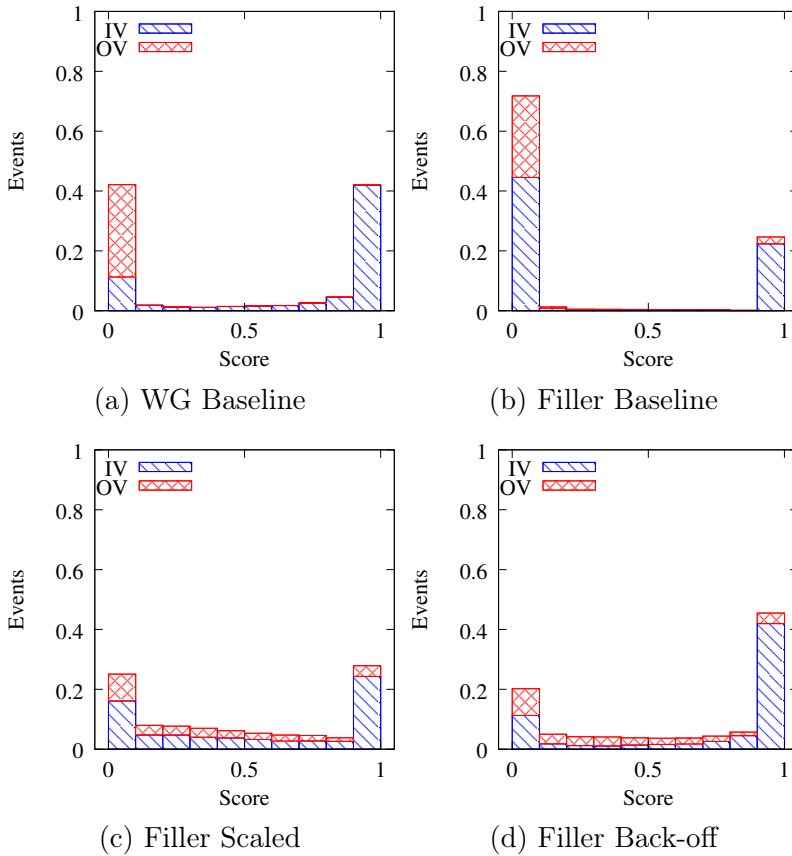 1
0.8
0.6
0.4
0.2
0
Events
IV
OV
0 0.5 1
Score
(a) WG Baseline
1
0.8
0.6
0.4
0.2
0
Events
IV
OV
0 0.5 1
Score
(b) Filler Baseline
1
0.8
0.6
0.4
0.2
0
Events
IV
OV
0 0.5 1
Score
(c) Filler Scaled
1
0.8
0.6
0.4
0.2
0
Events
IV
OV
0 0.5 1
Score
(d) Filler Back-off